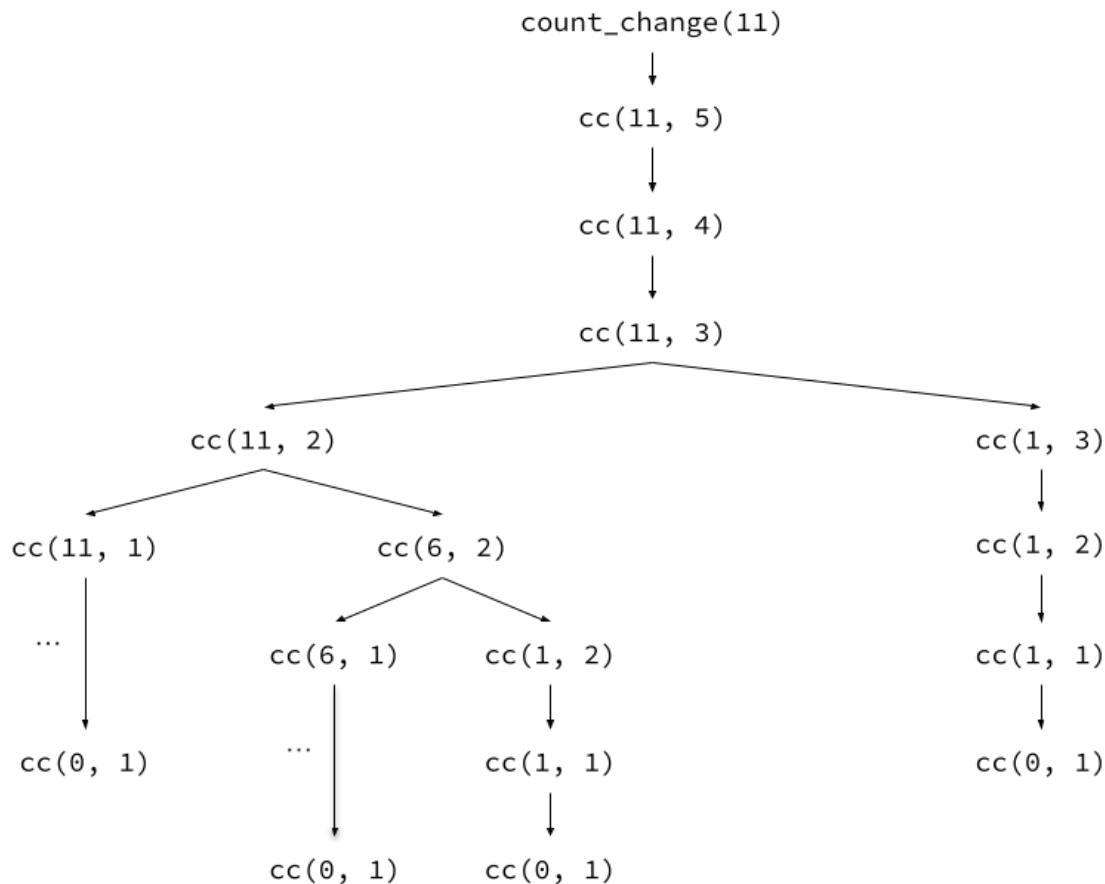 count_change(11)
cc(11, 5)
cc(11, 4)
cc(11, 3)
cc(11, 2)
cc(1, 3)
cc(11, 1)
cc(6, 2)
cc(1, 2)
...
cc(6, 1)
cc(1, 2)
cc(1, 1)
cc(0, 1)
...
cc(1, 1)
cc(0, 1)
cc(0, 1)
cc(0, 1)